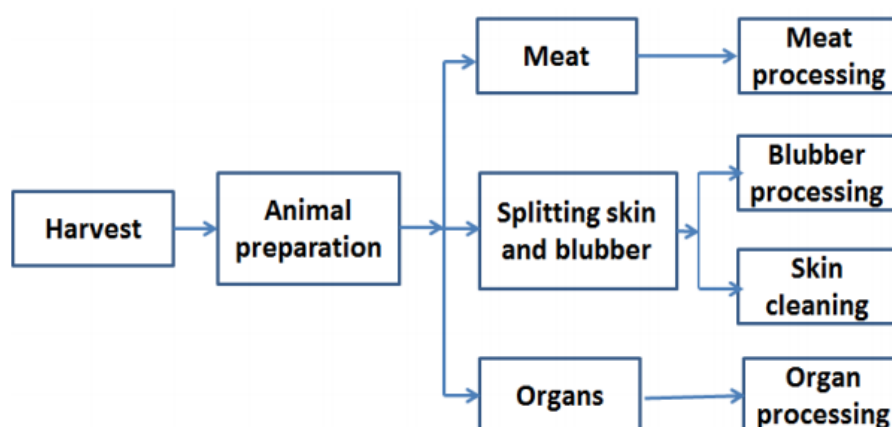 Harvest
Animal
preparation
Meat
Meat
processing
Splitting skin
and blubber
Blubber
processing
Skin
cleaning
Organs
Organ
processing